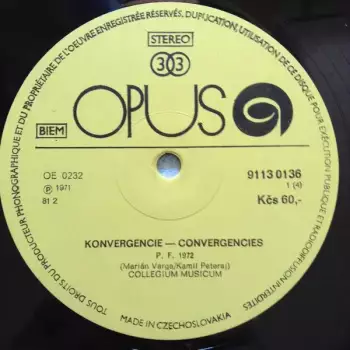 TOUS DROITS DU PRODUCTEUR PHONOGRAPHIQUE ET DU PROPRIÉTAIRE DE L'OEUVRE ENREGISTRÉE RÉSERVÉS. DUPLICATION, UTILISATION DE CE DISQUE POUR EXÉCUTION PUBLIQUE ET RADIODIFFUSION INTERDITES
STEREO
33
OPUS
BIEM
OE 0232
9113 0136
℗ 1971
1 (4)
81 2
Kčs 60,-
KONVERGENCIE — CONVERGENCIES
P. F. 1972
(Marián Varga/Kamil Peteraj)
COLLEGIUM MUSICUM
MADE IN CZECHOSLOVAKIA